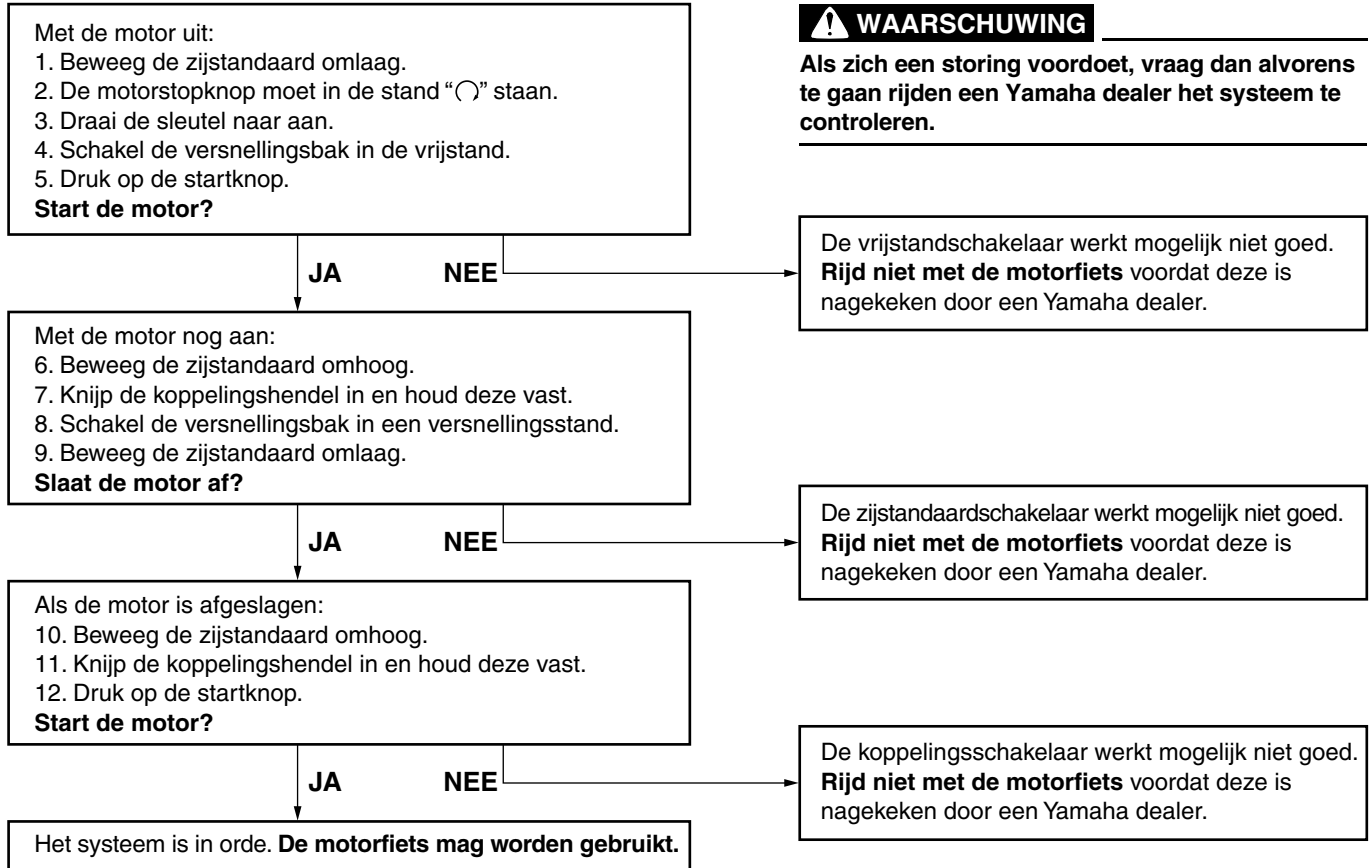 Met de motor uit:
1. Beweeg de zijstandaard omlaag.
2. De motorstopknop moet in de stand “” staan.
3. Draai de sleutel naar aan.
4. Schakel de versnellingsbak in de vrijstand.
5. Druk op de startknop.
Start de motor?
WAARSCHUWING
Als zich een storing voordoet, vraag dan alvorens
te gaan rijden een Yamaha dealer het systeem te
controleren.
JA NEE
De vrijstandschakelaar werkt mogelijk niet goed.
Rijd niet met de motorfiets voordat deze is
nagekeken door een Yamaha dealer.
Met de motor nog aan:
6. Beweeg de zijstandaard omhoog.
7. Knijp de koppelingshendel in en houd deze vast.
8. Schakel de versnellingsbak in een versnellingsstand.
9. Beweeg de zijstandaard omlaag.
Slaat de motor af?
JA NEE
De zijstandaardschakelaar werkt mogelijk niet goed.
Rijd niet met de motorfiets voordat deze is
nagekeken door een Yamaha dealer.
Als de motor is afgeslagen:
10. Beweeg de zijstandaard omhoog.
11. Knijp de koppelingshendel in en houd deze vast.
12. Druk op de startknop.
Start de motor?
JA NEE
De koppelingsschakelaar werkt mogelijk niet goed.
Rijd niet met de motorfiets voordat deze is
nagekeken door een Yamaha dealer.
Het systeem is in orde. De motorfiets mag worden gebruikt.